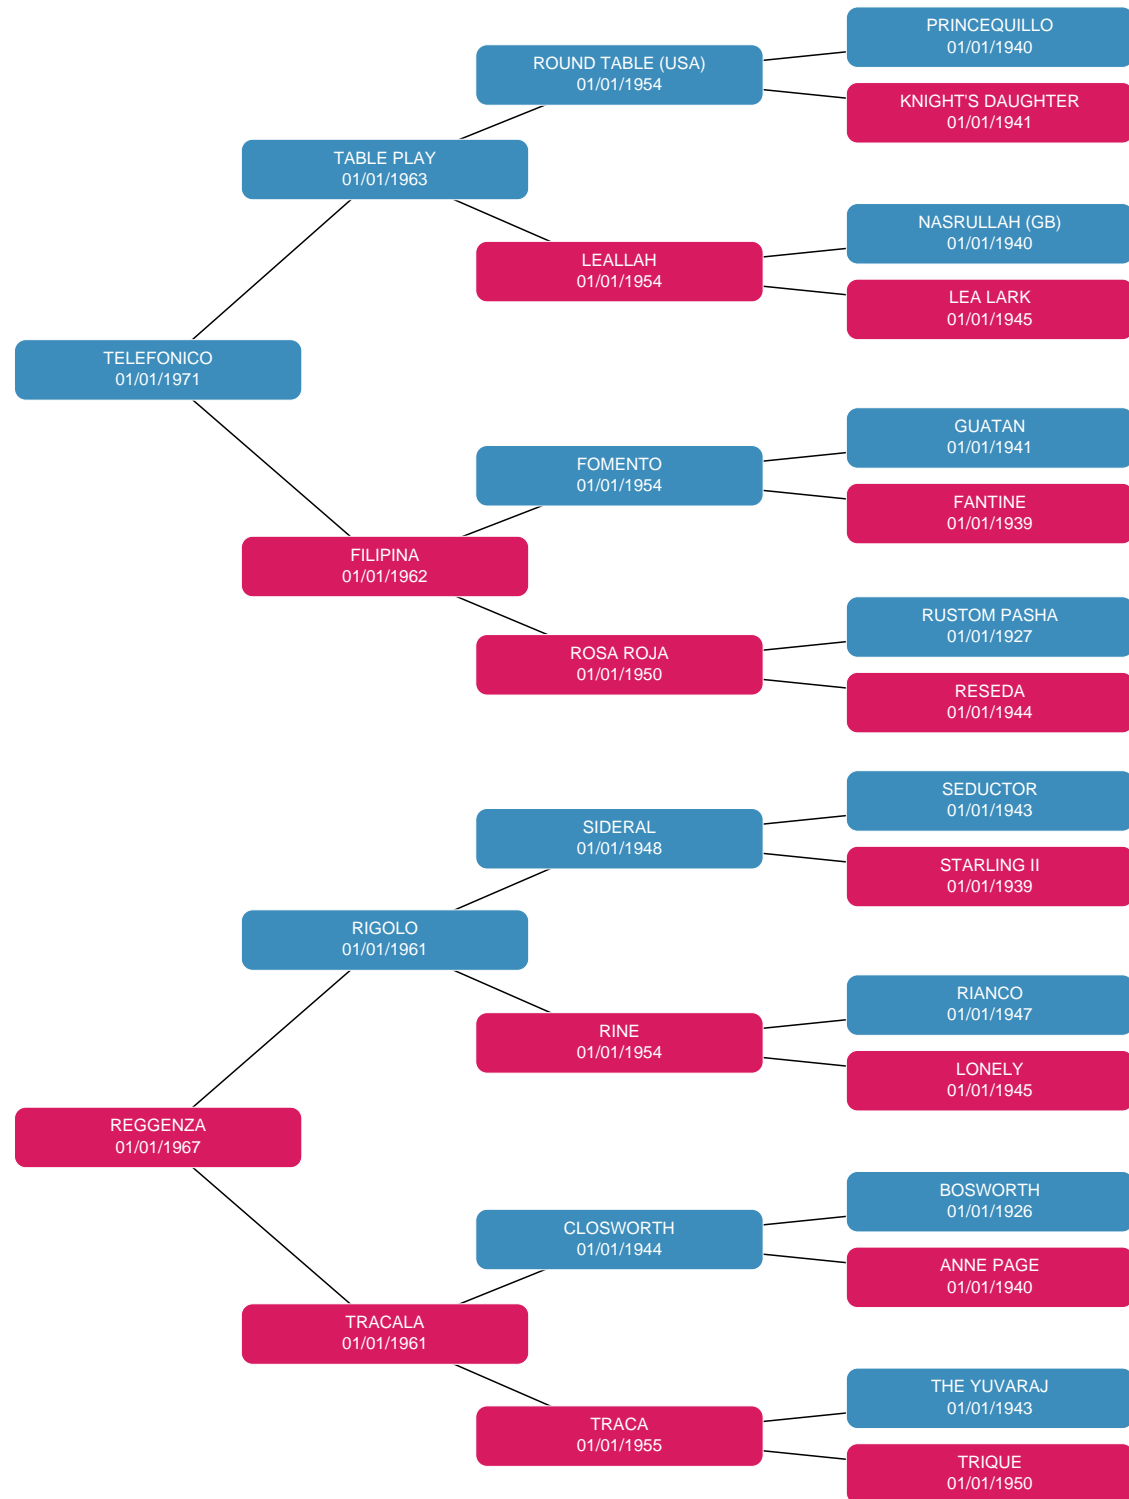 PRINCEQUILLO
01/01/1940
ROUND TABLE (USA)
01/01/1954
KNIGHT'S DAUGHTER
01/01/1941
TABLE PLAY
01/01/1963
NASRULLAH (GB)
01/01/1940
LEALLAH
01/01/1954
LEA LARK
01/01/1945
TELEFONICO
01/01/1971
GUATAN
01/01/1941
FOMENTO
01/01/1954
FANTINE
01/01/1939
FILIPINA
01/01/1962
RUSTOM PASHA
01/01/1927
ROSA ROJA
01/01/1950
RESEDA
01/01/1944
SEDUCTOR
01/01/1943
SIDERAL
01/01/1948
STARLING II
01/01/1939
RIGOLO
01/01/1961
RIANCO
01/01/1947
RINE
01/01/1954
LONELY
01/01/1945
REGGENZA
01/01/1967
BOSWORTH
01/01/1926
CLOSWORTH
01/01/1944
ANNE PAGE
01/01/1940
TRACALA
01/01/1961
THE YUVARAJ
01/01/1943
TRACA
01/01/1955
TRIQUE
01/01/1950